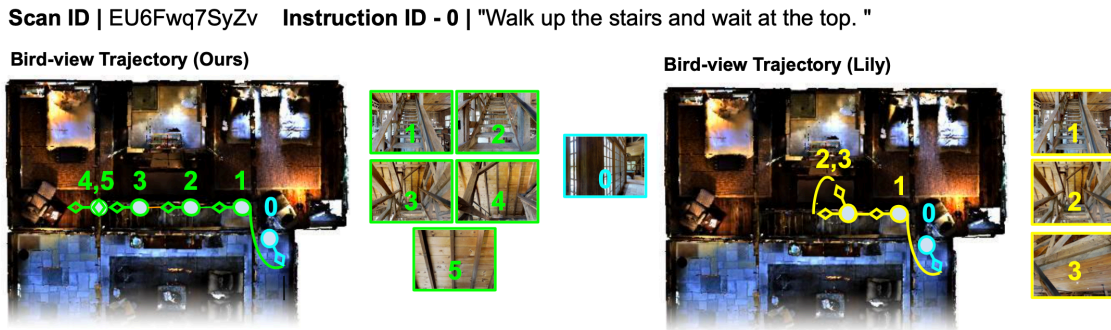 Scan ID | EU6Fwq7SyZv Instruction ID - 0 | "Walk up the stairs and wait at the top. "
Bird-view Trajectory (Ours)
Bird-view Trajectory (Lily)
4,5 3 2 1
0
1 2
3 4
5
0
2,3
1
0
1
2
3